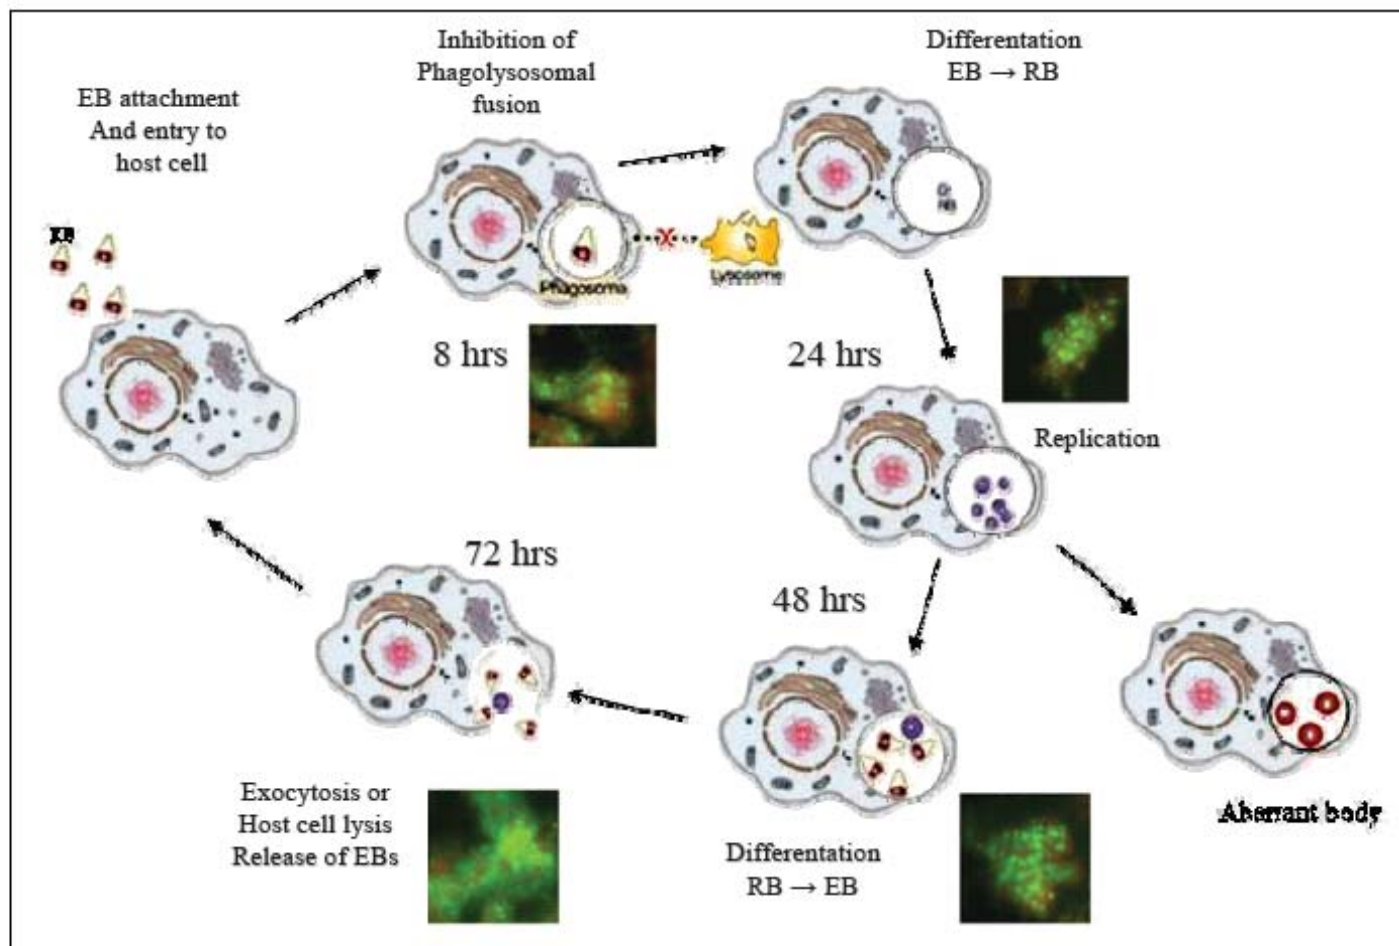 EB attachment
And entry to
host cell
EB
Inhibition of
Phagolysosomal
fusion
Phagosoma
X
Lysosome
8 hrs
Differentation
EB → RB
RB
24 hrs
Replication
48 hrs
Differentation
RB → EB
Aberrant body
72 hrs
Exocytosis or
Host cell lysis
Release of EBs